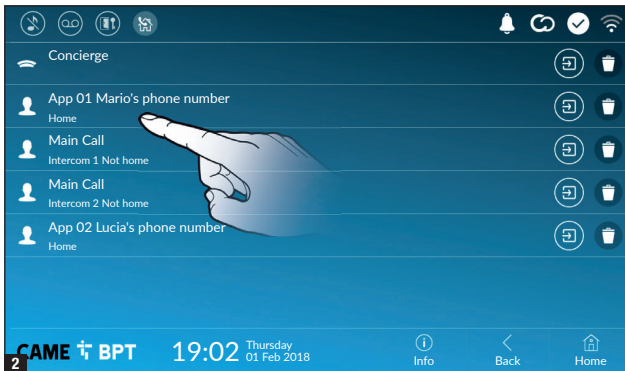 Concierge
App 01 Mario's phone number
Home
Main Call
Intercom 1 Not home
Main Call
Intercom 2 Not home
App 02 Lucia's phone number
Home
2
CAME BPT
19:02
Thursday
01 Feb 2018
Info
Back
Home